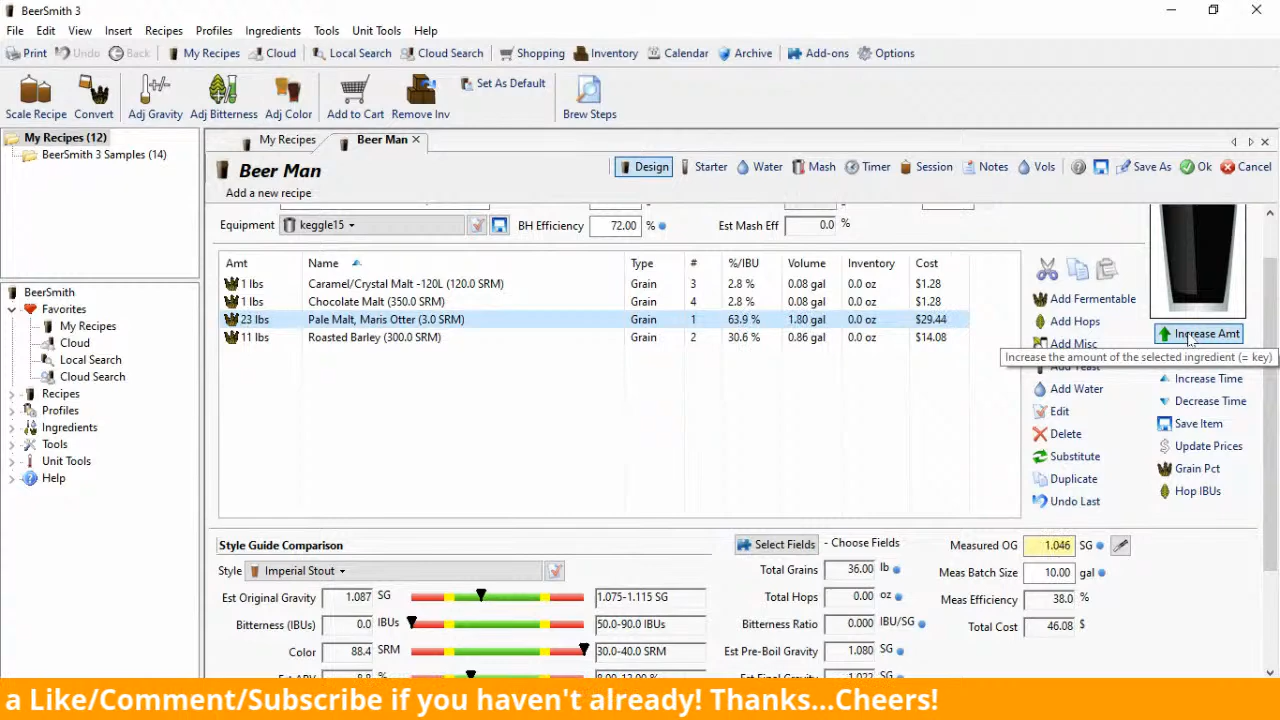 BeerSmith 3
File Edit View Insert Recipes Profiles Ingredients Tools Unit Tools Help
Print Undo Back My Recipes Cloud Local Search Cloud Search Shopping Inventory Calendar Archive Add-ons Options
Scale Recipe Convert Adj Gravity Adj Bitterness Adj Color Add to Cart Remove Inv Set As Default Brew Steps
My Recipes (12)
BeerSmith 3 Samples (14)
BeerSmith
Favorites
My Recipes
Cloud
Local Search
Cloud Search
Recipes
Profiles
Ingredients
Tools
Unit Tools
Help
My Recipes Beer Man
Beer Man
Add a new recipe
Design Starter Water Mash Timer Session Notes Vols Save As Ok Cancel
Equipment keggle15 BH Efficiency 72.00 % Est Mash Eff 0.0 %
Amt Name Type # %/IBU Volume Inventory Cost
1 lbs Caramel/Crystal Malt -120L (120.0 SRM) Grain 3 2.8 % 0.08 gal 0.0 oz $1.28
1 lbs Chocolate Malt (350.0 SRM) Grain 4 2.8 % 0.08 gal 0.0 oz $1.28
23 lbs Pale Malt, Maris Otter (3.0 SRM) Grain 1 63.9 % 1.80 gal 0.0 oz $29.44
11 lbs Roasted Barley (300.0 SRM) Grain 2 30.6 % 0.86 gal 0.0 oz $14.08
Add Fermentable
Add Hops
Add Misc
Add Yeast
Add Water
Edit
Delete
Substitute
Duplicate
Undo Last
Increase Amt
Increase the amount of the selected ingredient (= key)
Increase Time
Decrease Time
Save Item
Update Prices
Grain Pct
Hop IBUs
Style Guide Comparison
Style Imperial Stout
Est Original Gravity 1.087 SG 1.075-1.115 SG
Bitterness (IBUs) 0.0 IBUs 50.0-90.0 IBUs
Color 88.4 SRM 30.0-40.0 SRM
Select Fields - Choose Fields
Total Grains 36.00 lb
Total Hops 0.00 oz
Bitterness Ratio 0.000 IBU/SG
Est Pre-Boil Gravity 1.080 SG
Measured OG 1.046 SG
Meas Batch Size 10.00 gal
Meas Efficiency 38.0 %
Total Cost 46.08 $
a Like/Comment/Subscribe if you haven't already! Thanks...Cheers!